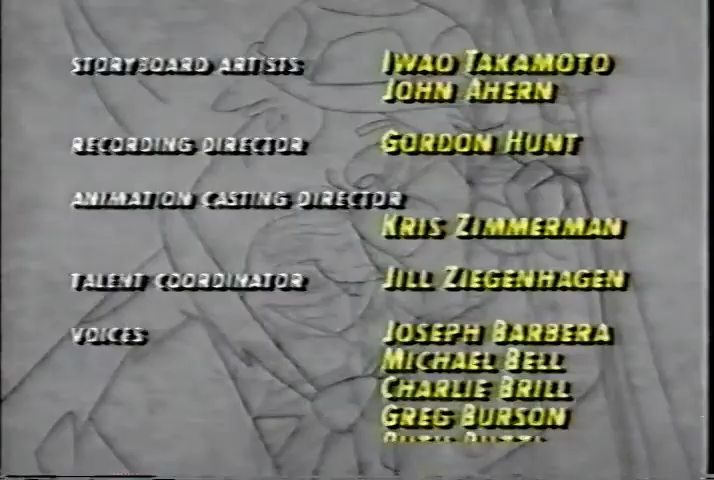 STORYBOARD ARTISTS IWAO TAKAMOTO
JOHN AHERN
RECORDING DIRECTOR GORDON HUNT
ANIMATION CASTING DIRECTOR
KRIS ZIMMERMAN
TALENT COORDINATOR JILL ZIEGENHAGEN
VOICES JOSEPH BARBERA
MICHAEL BELL
CHARLIE BRILL
GREG BURSON